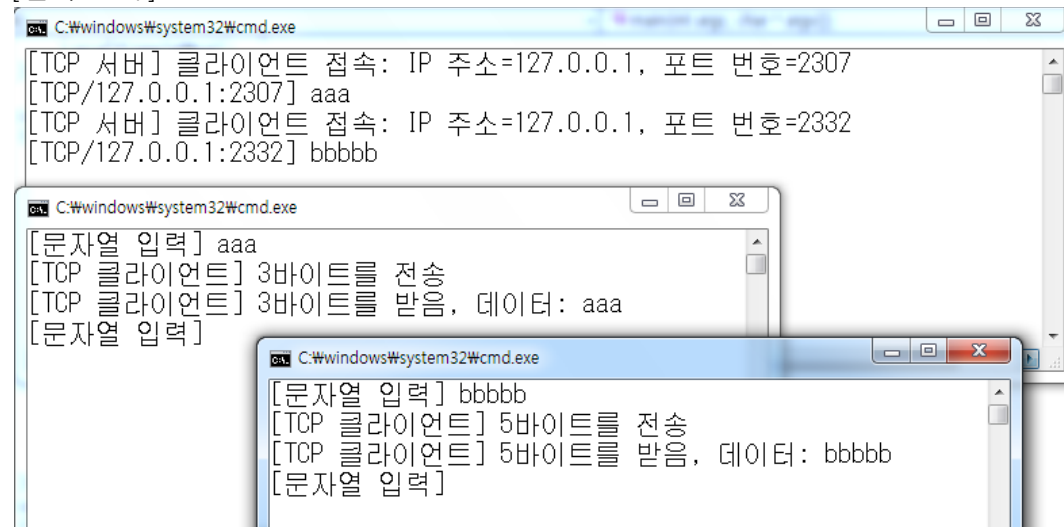 C:₩windows₩system32₩cmd.exe
[TCP 서버] 클라이언트 접속: IP 주소=127.0.0.1, 포트 번호=2307
[TCP/127.0.0.1:2307] aaa
[TCP 서버] 클라이언트 접속: IP 주소=127.0.0.1, 포트 번호=2332
[TCP/127.0.0.1:2332] bbbbb
C:₩windows₩system32₩cmd.exe
[문자열 입력] aaa
[TCP 클라이언트] 3바이트를 전송
[TCP 클라이언트] 3바이트를 받음, 데이터: aaa
[문자열 입력]
C:₩windows₩system32₩cmd.exe
[문자열 입력] bbbbb
[TCP 클라이언트] 5바이트를 전송
[TCP 클라이언트] 5바이트를 받음, 데이터: bbbbb
[문자열 입력]